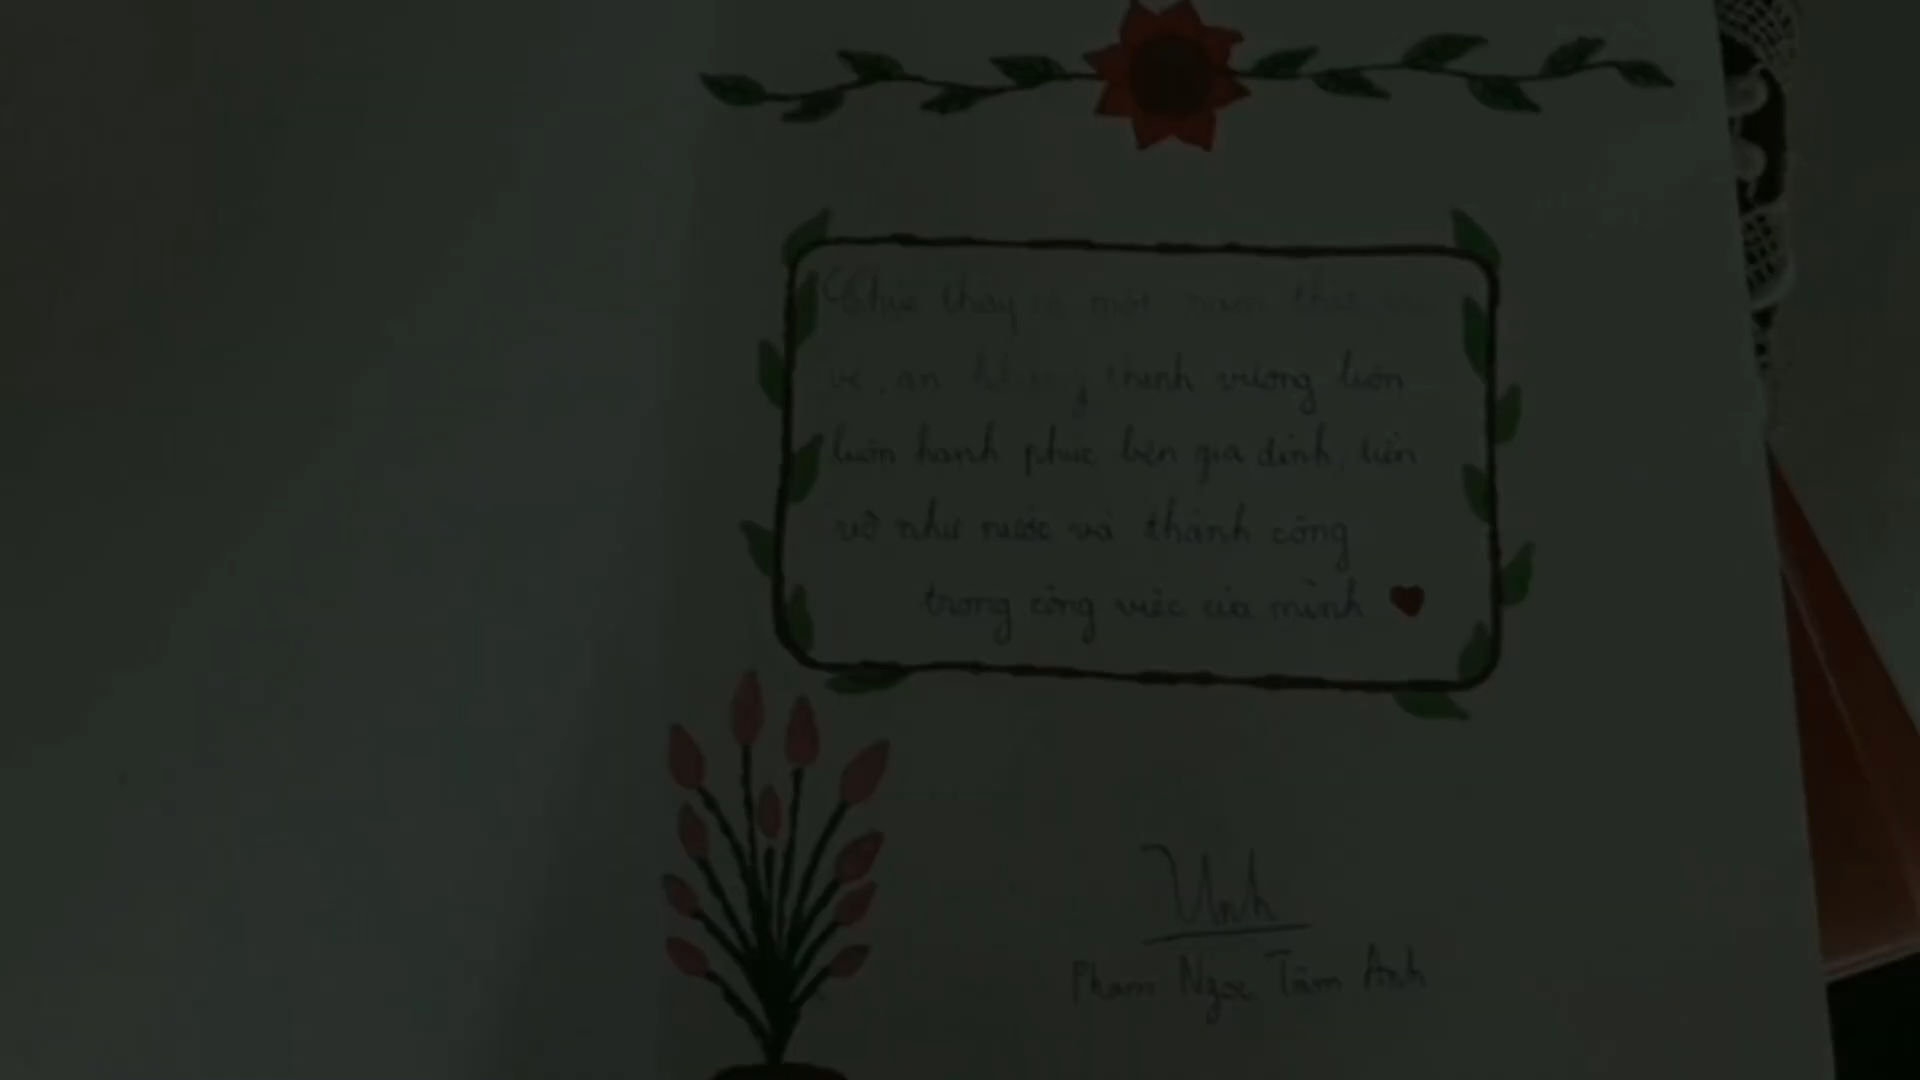 Chúc thầy có một năm thật vui
vẻ, an khang thịnh vượng luôn
luôn hạnh phúc bên gia đình, tiền
vô như nước và thành công
trong công việc của mình
Anh
Phạm Ngọc Tâm Anh